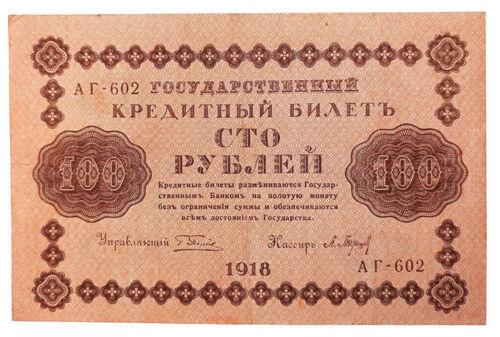 АГ-602 ГОСУДАРСТВЕННЫЙ
КРЕДИТНЫЙ БИЛЕТЪ
СТО
РУБЛЕЙ
100 100
Кредитные билеты размѣниваются Государ-
ственнымъ Банкомъ на золотую монету
безъ ограниченія суммы и обезпечиваются
всѣмъ достояніемъ Государства.
Управляющій Кассиръ
1918
АГ-602